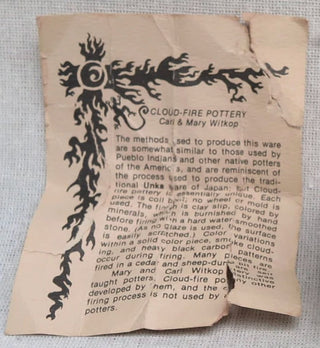 CLOUD-FIRE POTTERY
Carl & Mary Witkop
The methods used to produce this ware
are somewhat similar to those used by
Pueblo Indians and other native potters
of the Americas, and are reminiscent of
the process used to produce the tradi-
tional Unks ware of Japan; but Cloud-
fire pottery is essentially unique. Each
piece is coil built; no wheel or mold is
used. The finish is clay slip, colored by
minerals, which is burnished by hand
before firing with a hard water-smoothed
stone. (As no glaze is used, the surface
is easily scratched.) Color variations
within a solid color piece, smoke cloud-
ing, and heavy black carbon patterns
occur during firing. Many pieces are
fired in a cedar and sheep-dung fire.
Mary and Carl Witkop are self
taught potters. Cloud-fire pottery was
developed by them, and the
firing process is not used by any other
potters.